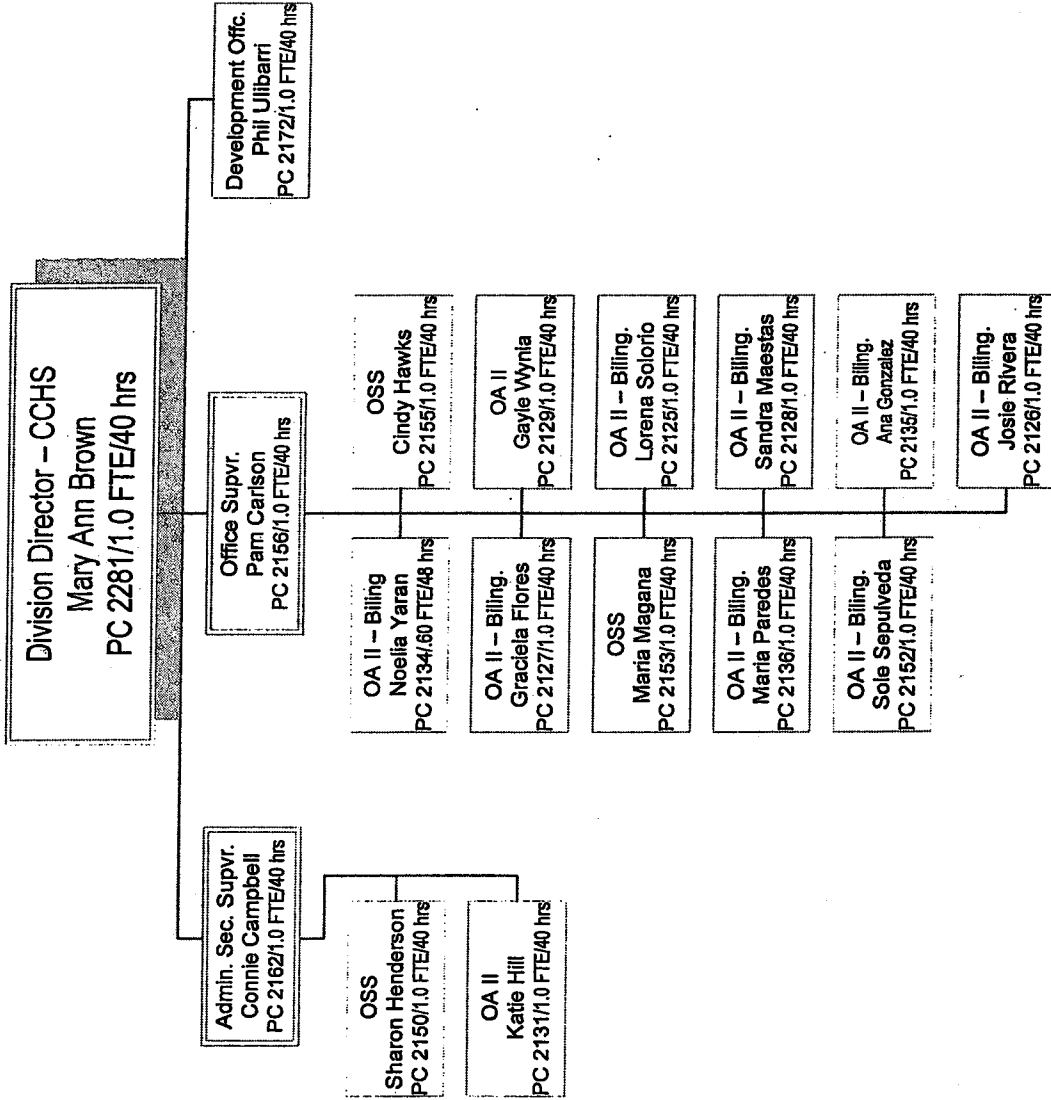 Division Director – CCHS
Mary Ann Brown
PC 2281/1.0 FTE/40 hrs
Admin. Sec. Supvr.
Connie Campbell
PC 2162/1.0 FTE/40 hrs
Office Supvr.
Pam Carlson
PC 2156/1.0 FTE/40 hrs
Development Offc.
Phil Ulibarri
PC 2172/1.0 FTE/40 hrs
OSS
Sharon Henderson
PC 2150/1.0 FTE/40 hrs
OA II
Katie Hill
PC 2131/1.0 FTE/40 hrs
OA II – Biling
Noelia Yaran
PC 2134/.60 FTE/48 hrs
OSS
Cindy Hawks
PC 2155/1.0 FTE/40 hrs
OA II – Biling.
Graciela Flores
PC 2127/1.0 FTE/40 hrs
OA II
Gayle Wynia
PC 2129/1.0 FTE/40 hrs
OSS
Maria Magana
PC 2153/1.0 FTE/40 hrs
OA II – Biling.
Lorena Solorio
PC 2125/1.0 FTE/40 hrs
OA II – Biling.
Maria Paredes
PC 2136/1.0 FTE/40 hrs
OA II – Biling.
Sandra Maestas
PC 2128/1.0 FTE/40 hrs
OA II – Biling.
Sole Sepulveda
PC 2152/1.0 FTE/40 hrs
OA II – Biling.
Ana Gonzalez
PC 2135/1.0 FTE/40 hrs
OA II – Biling.
Josie Rivera
PC 2126/1.0 FTE/40 hrs